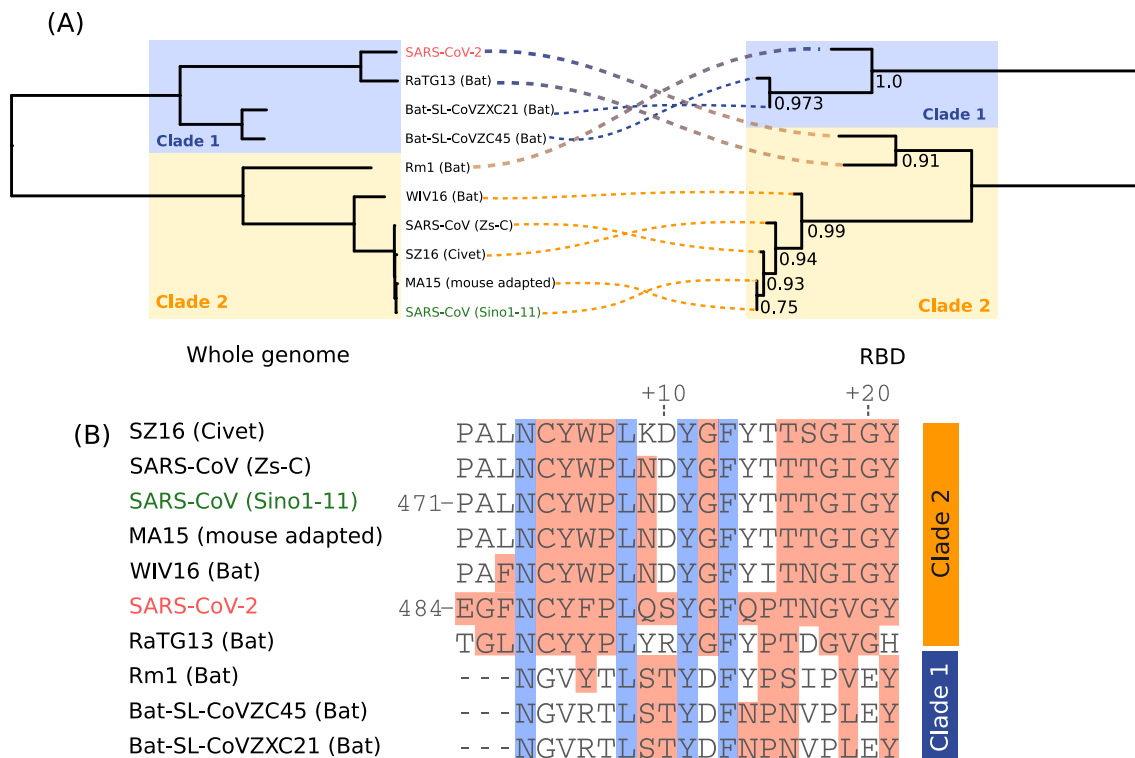 (A)
SARS-CoV-2
RaTG13 (Bat)
Bat-SL-CoVZXC21 (Bat)
Bat-SL-CoVZC45 (Bat)
Rm1 (Bat)
WIV16 (Bat)
SARS-CoV (Zs-C)
SZ16 (Civet)
MA15 (mouse adapted)
SARS-CoV (Sino1-11)
Clade 1
Clade 2
1.0
0.973
Clade 1
0.91
0.99
0.94
0.93
0.75
Clade 2
Whole genome
RBD
+10 +20
(B)
SZ16 (Civet) PALNCYWPLKDYGFYTTSGIGY
SARS-CoV (Zs-C) PALNCYWPLNDYGFYTTTGIGY
SARS-CoV (Sino1-11) 471- PALNCYWPLNDYGFYTTTGIGY
MA15 (mouse adapted) PALNCYWPLNDYGFYTTTGIGY
WIV16 (Bat) PAFNCYWPLNDYGFYITNGIGY
SARS-CoV-2 484- EGFNCYFPLQSYGFQPTNGVGY
RaTG13 (Bat) TGLNCYYPLYRYGFYPTDGVGH
Rm1 (Bat) ---NGVYTLSTYDFYPSIPVEY
Bat-SL-CoVZC45 (Bat) ---NGVRTLSTYDFNPNVPLEY
Bat-SL-CoVZXC21 (Bat) ---NGVRTLSTYDFNPNVPLEY
Clade 2
Clade 1